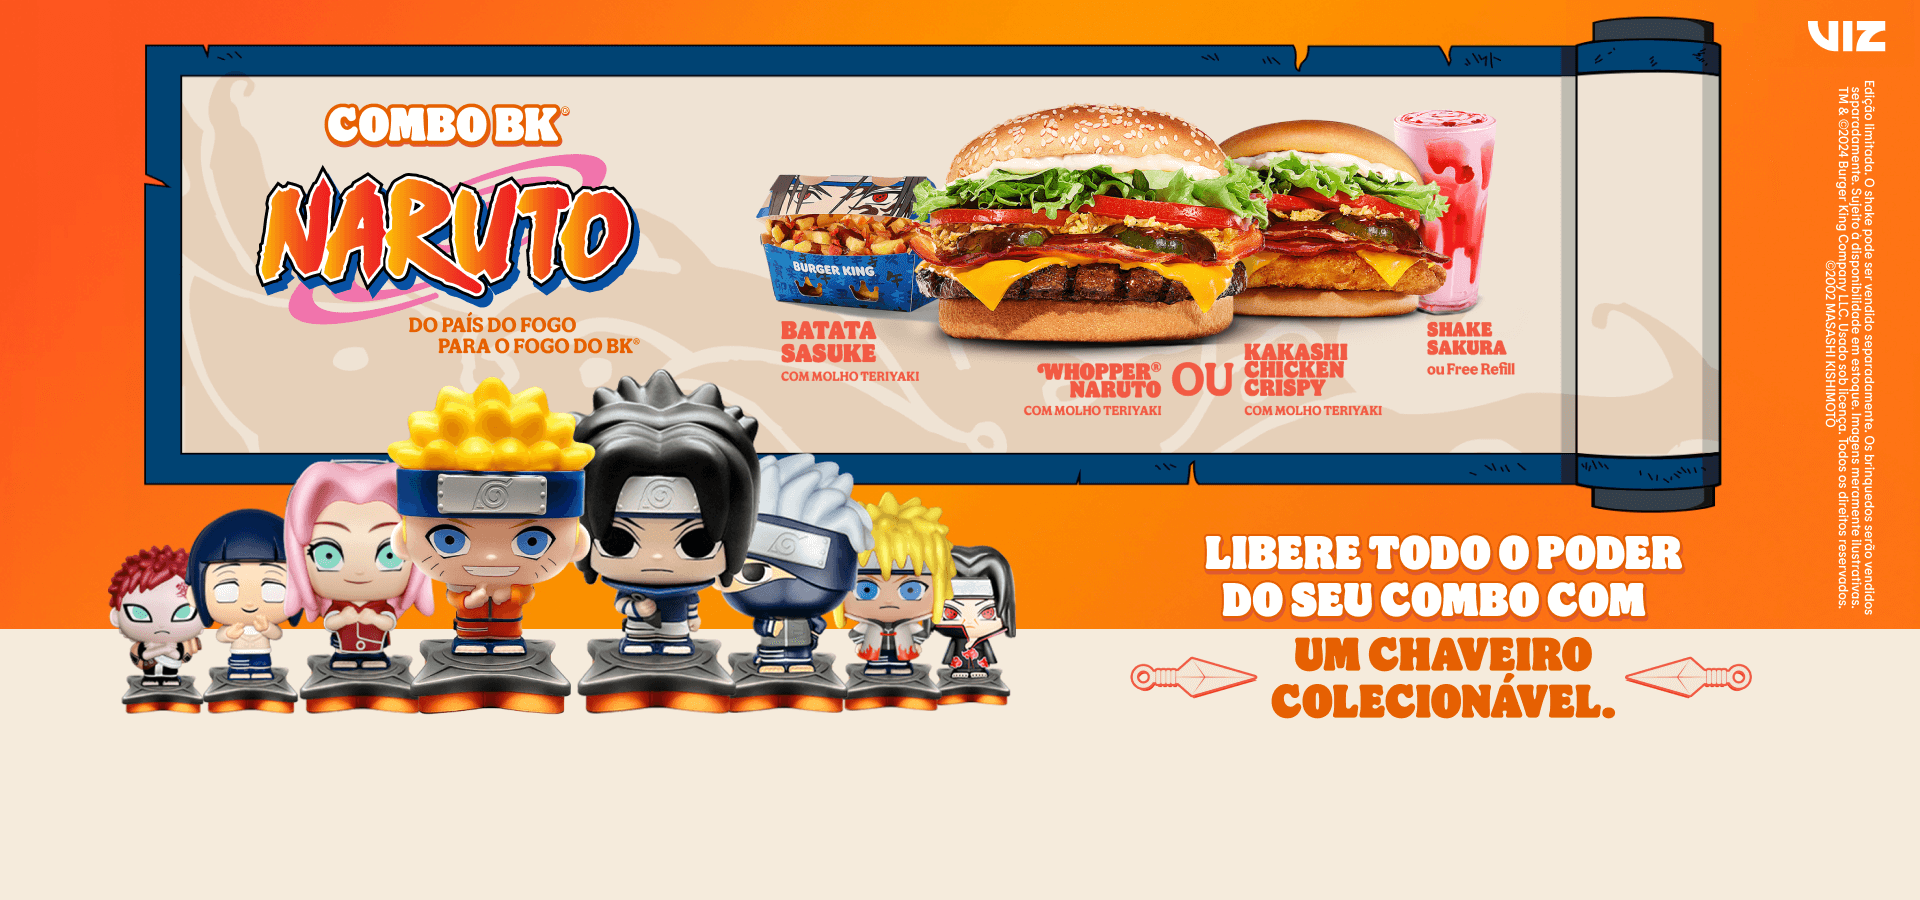 VIZ
COMBO BK®
NARUTO
DO PAÍS DO FOGO
PARA O FOGO DO BK®
BURGER KING
BATATA
SASUKE
COM MOLHO TERIYAKI
WHOPPER®
NARUTO
COM MOLHO TERIYAKI
OU
KAKASHI
CHICKEN
CRISPY
COM MOLHO TERIYAKI
SHAKE
SAKURA
ou Free Refill
LIBERE TODO O PODER
DO SEU COMBO COM
UM CHAVEIRO
COLECIONÁVEL.
Edição limitada. O shake pode ser vendido separadamente. Os brinquedos serão vendidos
separadamente. Sujeito à disponibilidade em estoque. Imagens meramente ilustrativas.
TM & ©2024 Burger King Company LLC. Usado sob licença. Todos os direitos reservados.
©2002 MASASHI KISHIMOTO